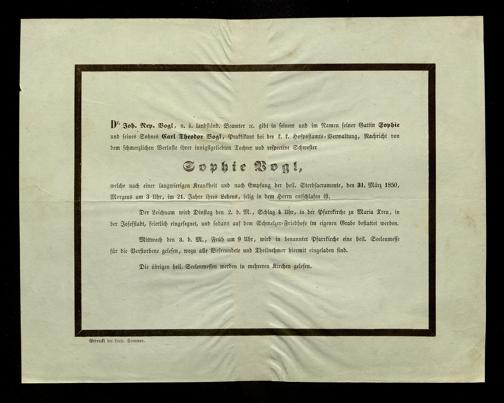 Dr. Joh. Nep. Vogl, n. ö. landständ. Beamter ꝛc. gibt in seinem und im Namen seiner Gattin Sophie
und seines Sohnes Carl Theodor Vogl, Praktikant bei der k. k. Hofpostamts-Verwaltung, Nachricht von
dem schmerzlichen Verluste ihrer innigstgeliebten Tochter und respective Schwester
Sophie Vogl,
welche nach einer langwierigen Krankheit und nach Empfang der heil. Sterbsacramente, den 31. März 1850,
Morgens um 3 Uhr, im 21. Jahre ihres Lebens, selig in dem Herrn entschlafen ist.
Der Leichnam wird Dinstag den 2. d. M., Schlag 4 Uhr, in der Pfarrkirche zu Maria Treu, in
der Josefstadt, feierlich eingesegnet, und sodann auf dem Schmelzer-Friedhofe im eigenen Grabe bestattet werden.
Mittwoch den 3. d. M., Früh um 9 Uhr, wird in benannter Pfarrkirche eine heil. Seelenmesse
für die Verstorbene gelesen, wozu alle Verwandte und Theilnehmer hiermit eingeladen sind.
Die übrigen heil. Seelenmessen werden in mehreren Kirchen gelesen.
Gedruckt bei Leop. Sommer.